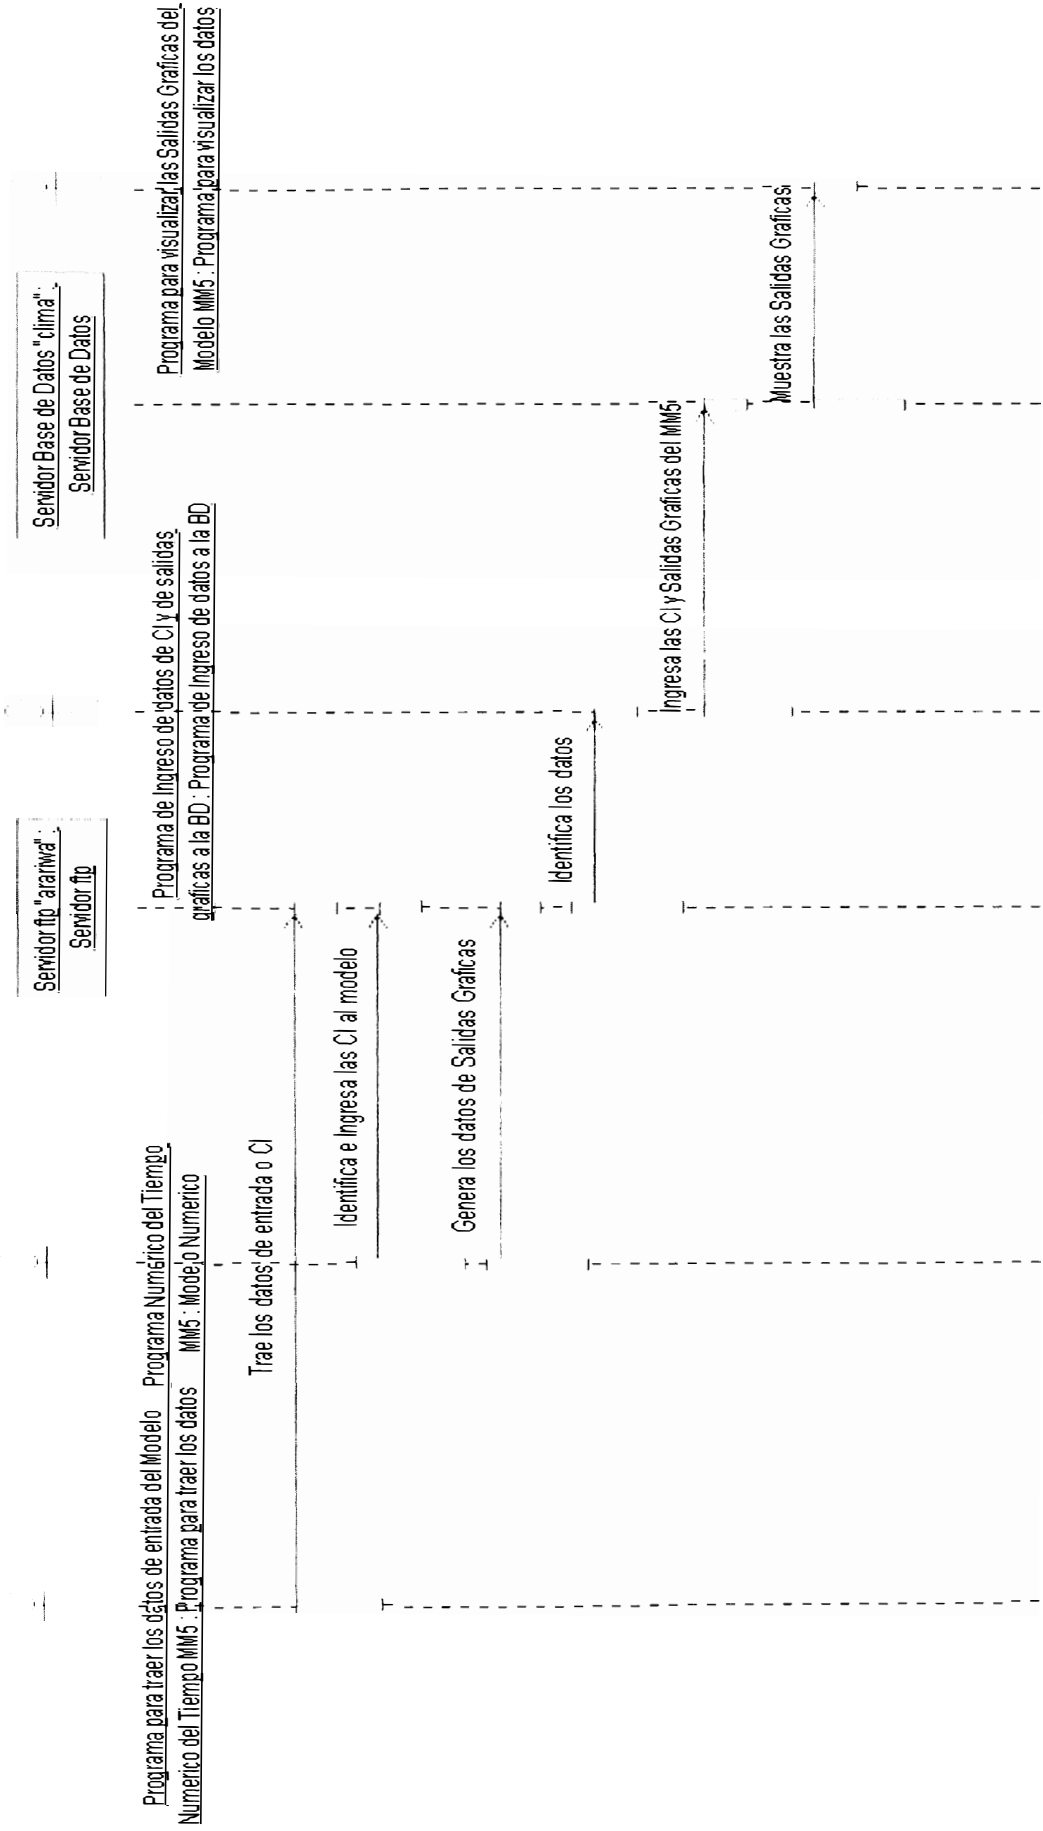 Servidor ftp "arariwa" :
Servidor ftp
Servidor Base de Datos "clima" :
Servidor Base de Datos
Programa para traer los datos de entrada del Modelo
Numerico del Tiempo MM5 : Programa para traer los datos
Programa Numerico del Tiempo
MM5 : Modelo Numerico
Programa de Ingreso de datos de CI y de salidas
graficas a la BD : Programa de Ingreso de datos a la BD
Programa para visualizar las Salidas Graficas del
Modelo MM5 : Programa para visualizar los datos
Trae los datos de entrada o CI
Identifica e Ingresa las CI al modelo
Genera los datos de Salidas Graficas
Identifica los datos
Ingresa las CI y Salidas Graficas del MM5
Muestra las Salidas Graficas